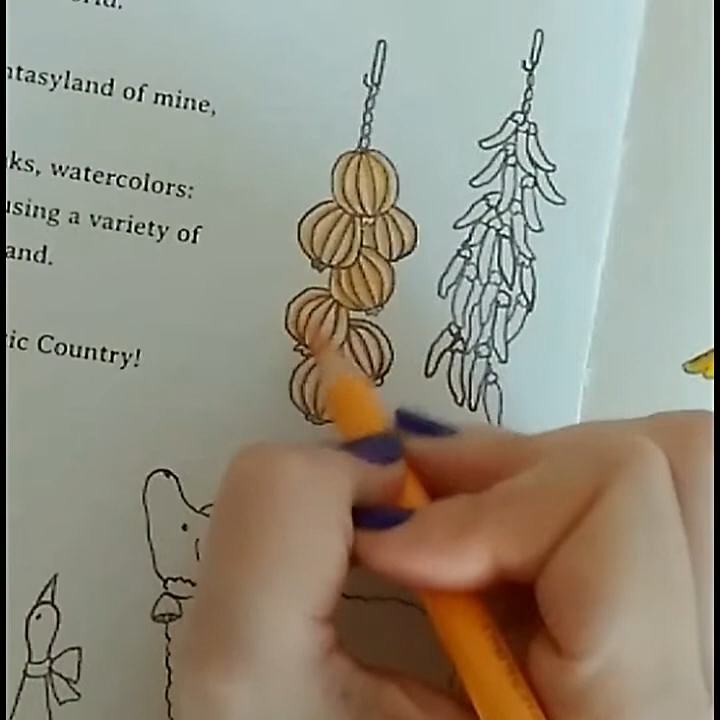 ntasyland of mine,
ks, watercolors:
using a variety of
and.
ic Country!